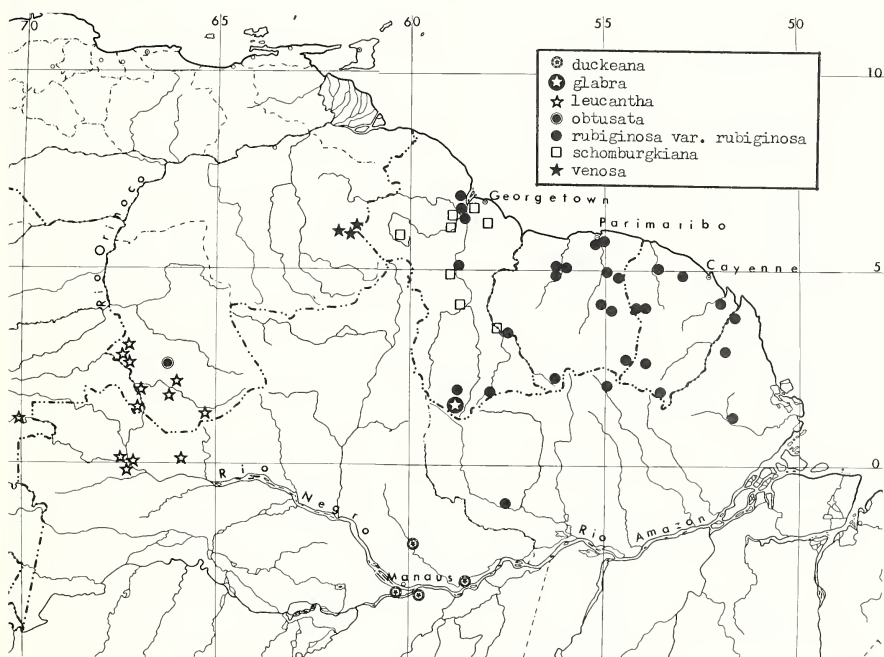 70 65 60 55 50
10
duckeana
glabra
leucantha
obtusata
rubiginosa var. rubiginosa
schomburgkiana
venosa
Georgetown
Parimaribo
Cayenne
5
Rio Orinoco
0
Rio Negro
Rio Amazán
Manaus